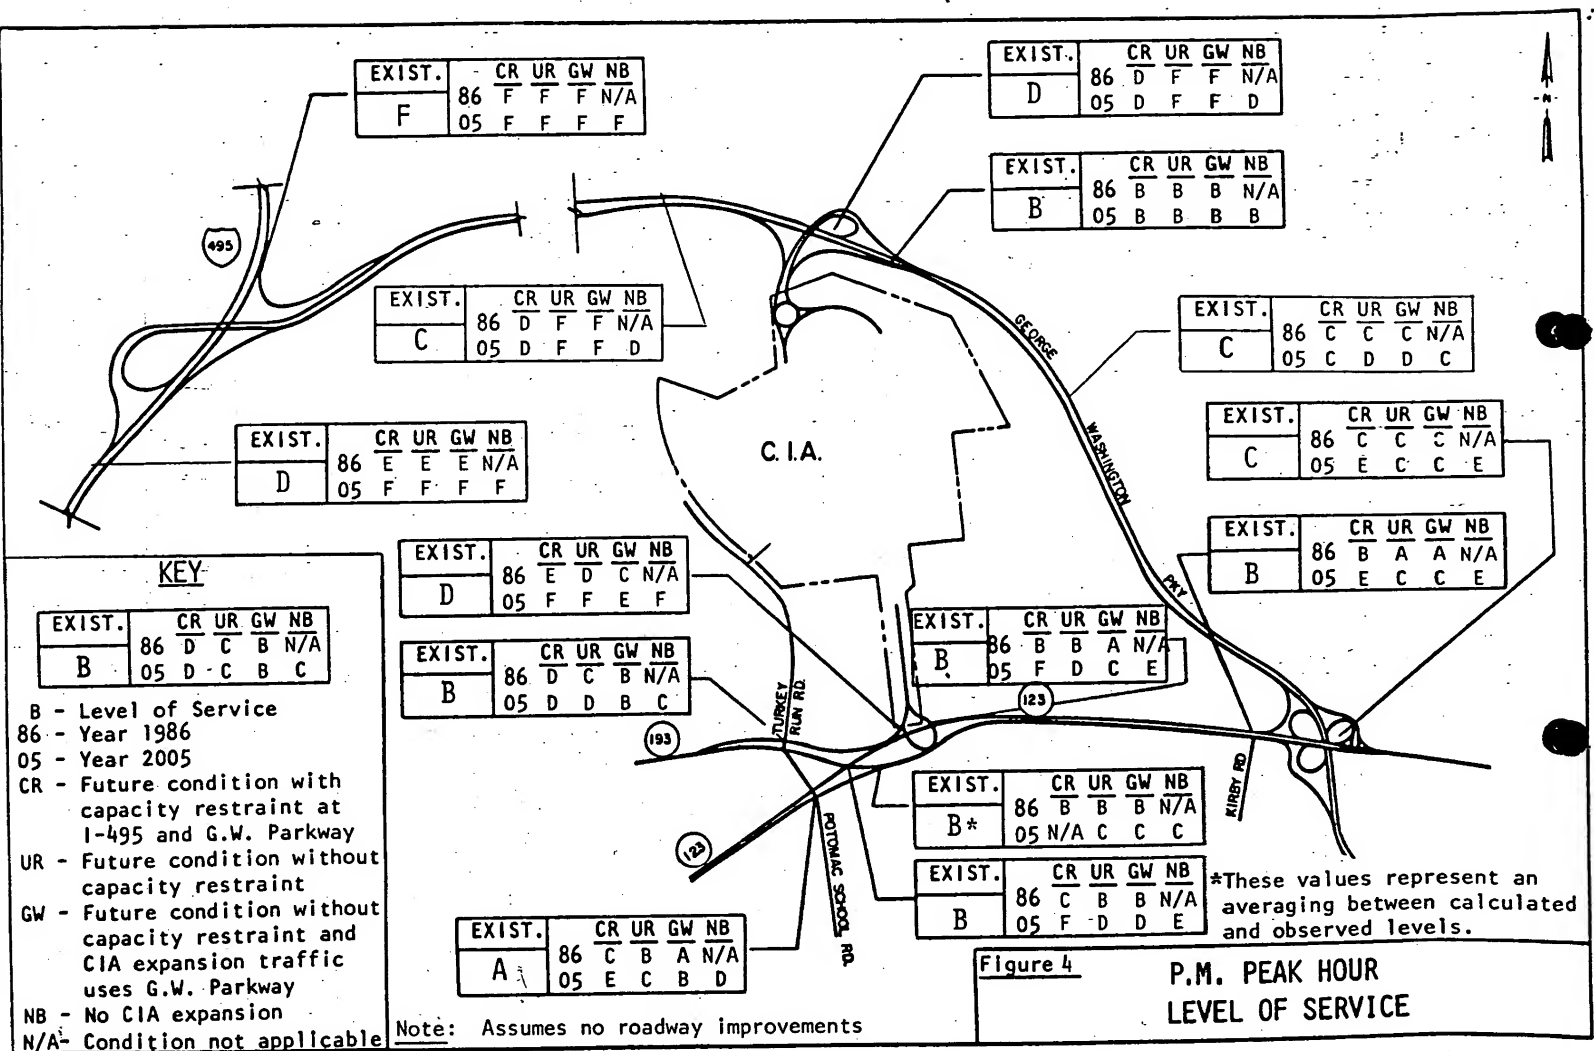 EXIST. CR UR GW NB
F 86 F F F N/A
05 F F F F
EXIST. CR UR GW NB
D 86 D F F N/A
05 D F F D
-N-
EXIST. CR UR GW NB
B 86 B B B N/A
05 B B B B
495
EXIST. CR UR GW NB
C 86 D F F N/A
05 D F F D
GEORGE
WASHINGTON
PKY
EXIST. CR UR GW NB
C 86 C C C N/A
05 C D D C
EXIST. CR UR GW NB
C 86 C C C N/A
05 E C C E
EXIST. CR UR GW NB
D 86 E E E N/A
05 F F F F
C.I.A.
EXIST. CR UR GW NB
B 86 B A A N/A
05 E C C E
EXIST. CR UR GW NB
D 86 E D C N/A
05 F F E F
EXIST. CR UR GW NB
B 86 B B A N/A
05 F D C E
EXIST. CR UR GW NB
B 86 D C B N/A
05 D D B C
TURKEY
RUN RD.
123
193
KIRBY RD
EXIST. CR UR GW NB
B* 86 B B B N/A
05 N/A C C C
123
POTOMAC SCHOOL RD.
EXIST. CR UR GW NB
B 86 C B B N/A
05 F D D E
*These values represent an
averaging between calculated
and observed levels.
EXIST. CR UR GW NB
A 86 C B A N/A
05 E C B D
KEY
EXIST. CR UR GW NB
B 86 D C B N/A
05 D C B C
B - Level of Service
86 - Year 1986
05 - Year 2005
CR - Future condition with
capacity restraint at
I-495 and G.W. Parkway
UR - Future condition without
capacity restraint
GW - Future condition without
capacity restraint and
CIA expansion traffic
uses G.W. Parkway
NB - No CIA expansion
N/A- Condition not applicable
Note: Assumes no roadway improvements
Figure 4
P.M. PEAK HOUR
LEVEL OF SERVICE